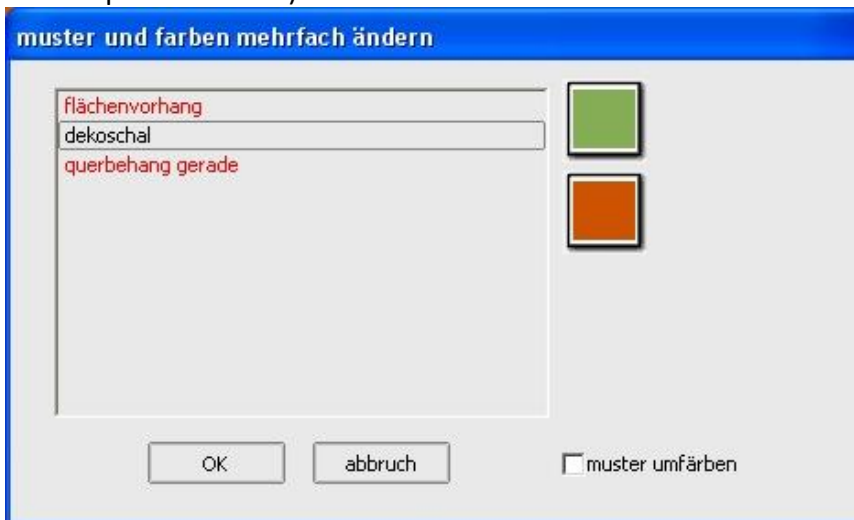 muster und farben mehrfach ändern
flächenvorhang
dekoschal
querbehang gerade
OK
abbruch
muster umfärben